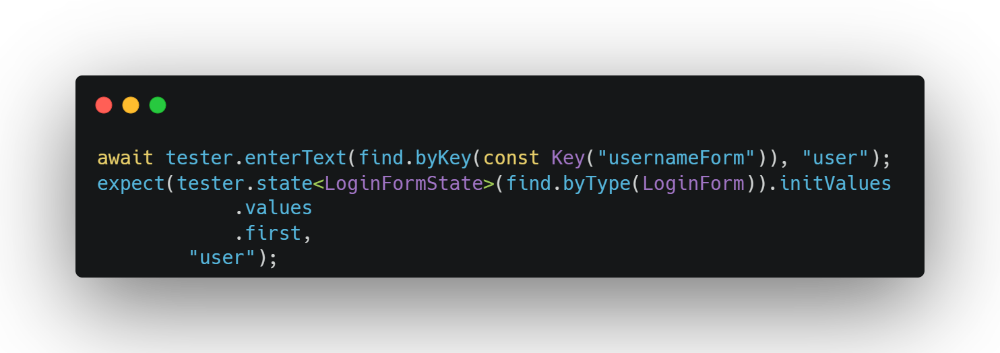 await tester.enterText(find.byKey(const Key("usernameForm")), "user");
expect(tester.state<LoginFormState>(find.byType(LoginForm)).initValues
            .values
            .first,
        "user");